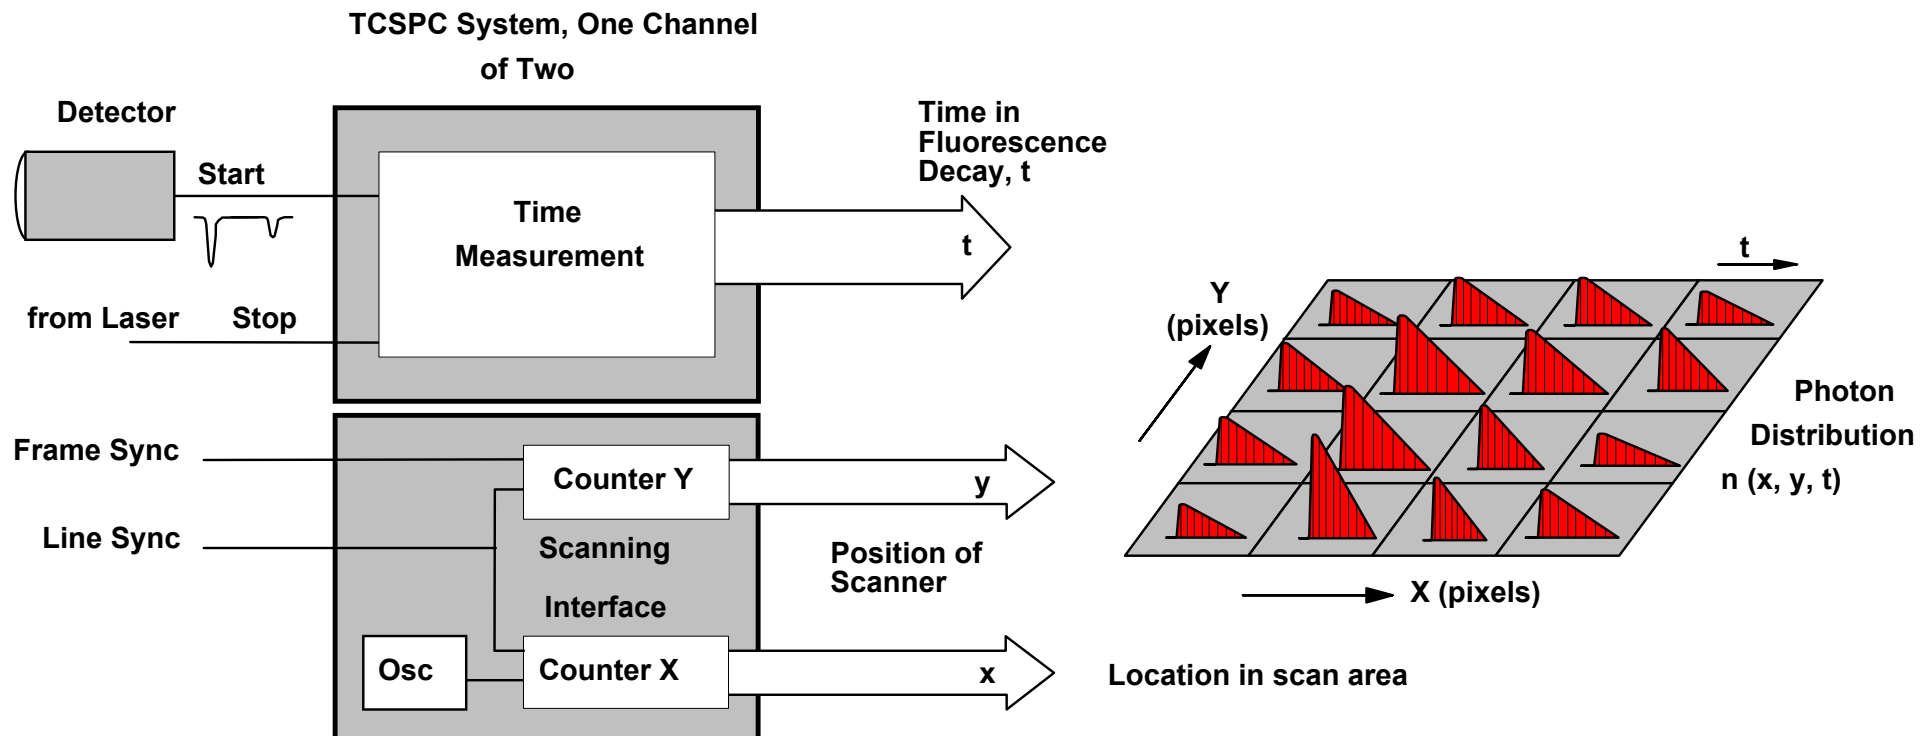 TCSPC System, One Channel
of Two
Detector
Start
Time
Measurement
Time in
Fluorescence
Decay, t
t
from Laser
Stop
Frame Sync
Line Sync
Counter Y
Scanning
Interface
Osc
Counter X
y
Position of
Scanner
x
Location in scan area
t
Y
(pixels)
Photon
Distribution
n (x, y, t)
X (pixels)